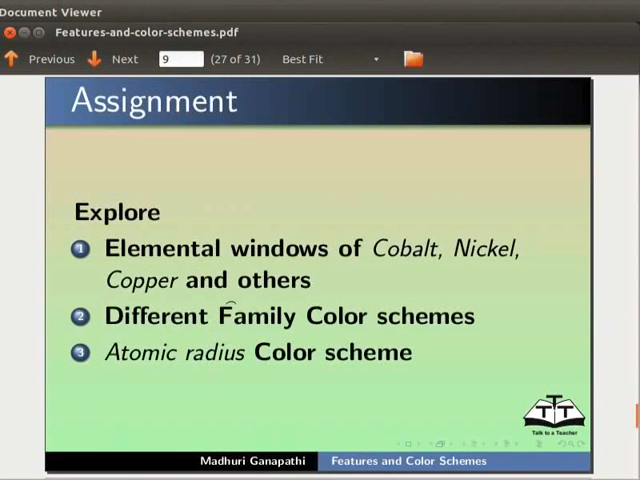 Document Viewer
Features-and-color-schemes.pdf
Previous Next 9 (27 of 31) Best Fit
Assignment
Explore
1 Elemental windows of Cobalt, Nickel,
Copper and others
2 Different Family Color schemes
3 Atomic radius Color scheme
TTT
Talk to a Teacher
Madhuri Ganapathi Features and Color Schemes